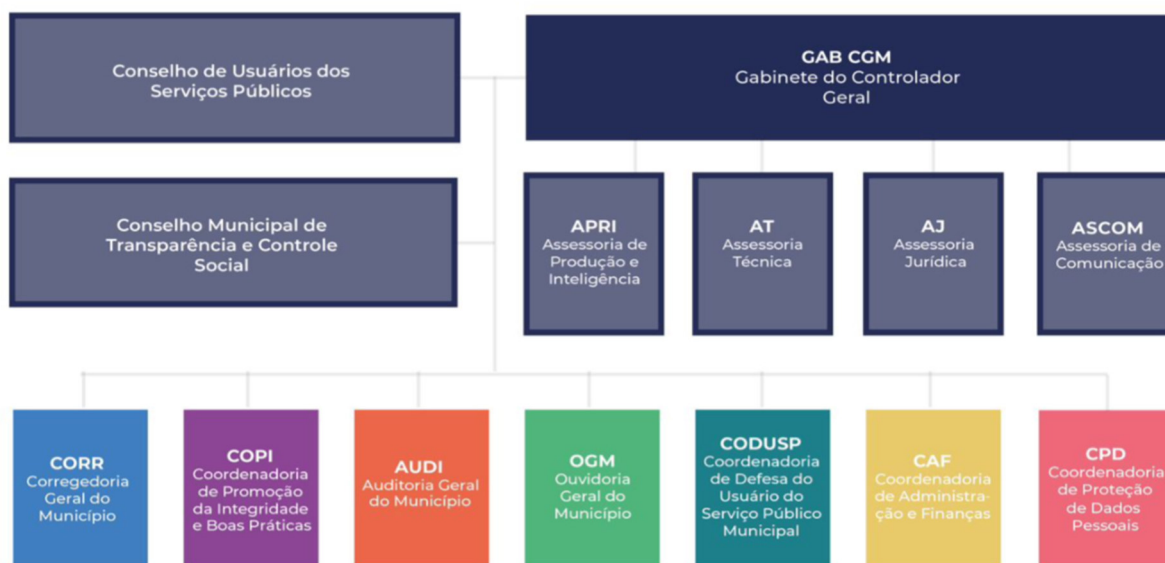 Conselho de Usuários dos
Serviços Públicos
GAB CGM
Gabinete do Controlador
Geral
Conselho Municipal de
Transparência e Controle
Social
APRI
Assessoria de
Produção e
Inteligência
AT
Assessoria
Técnica
AJ
Assessoria
Jurídica
ASCOM
Assessoria de
Comunicação
CORR
Corregedoria
Geral do
Município
COPI
Coordenadoria
de Promoção
da Integridade
e Boas Práticas
AUDI
Auditoria Geral
do Município
OGM
Ouvidoria
Geral do
Município
CODUSP
Coordenadoria
de Defesa do
Usuário do
Serviço Público
Municipal
CAF
Coordenadoria
de Administra-
ção e Finanças
CPD
Coordenadoria
de Proteção
de Dados
Pessoais